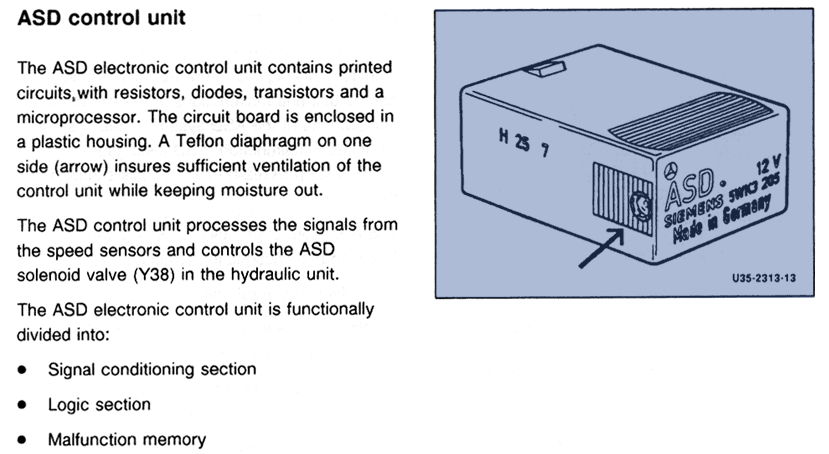 ASD control unit
The ASD electronic control unit contains printed
circuits, with resistors, diodes, transistors and a
microprocessor. The circuit board is enclosed in
a plastic housing. A Teflon diaphragm on one
side (arrow) insures sufficient ventilation of the
control unit while keeping moisture out.
The ASD control unit processes the signals from
the speed sensors and controls the ASD
solenoid valve (Y38) in the hydraulic unit.
The ASD electronic control unit is functionally
divided into:
● Signal conditioning section
● Logic section
● Malfunction memory
H 25 7
ASD. 12 V
SIEMENS 5WK3 205
Made in Germany
U35-2313-13